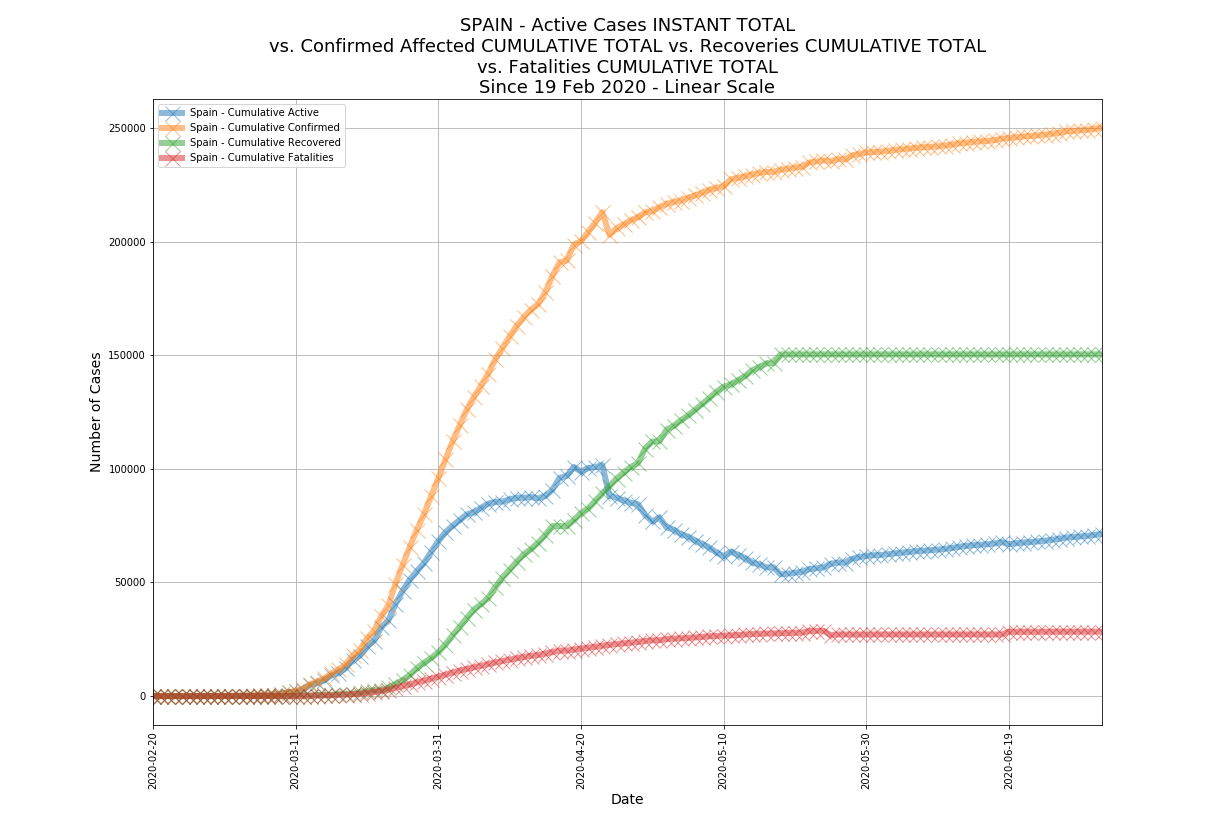 SPAIN - Active Cases INSTANT TOTAL
vs. Confirmed Affected CUMULATIVE TOTAL vs. Recoveries CUMULATIVE TOTAL
vs. Fatalities CUMULATIVE TOTAL
Since 19 Feb 2020 - Linear Scale
Spain - Cumulative Active
Spain - Cumulative Confirmed
Spain - Cumulative Recovered
Spain - Cumulative Fatalities
Number of Cases
250000
200000
150000
100000
50000
0
2020-02-20
2020-03-11
2020-03-31
2020-04-20
2020-05-10
2020-05-30
2020-06-19
Date